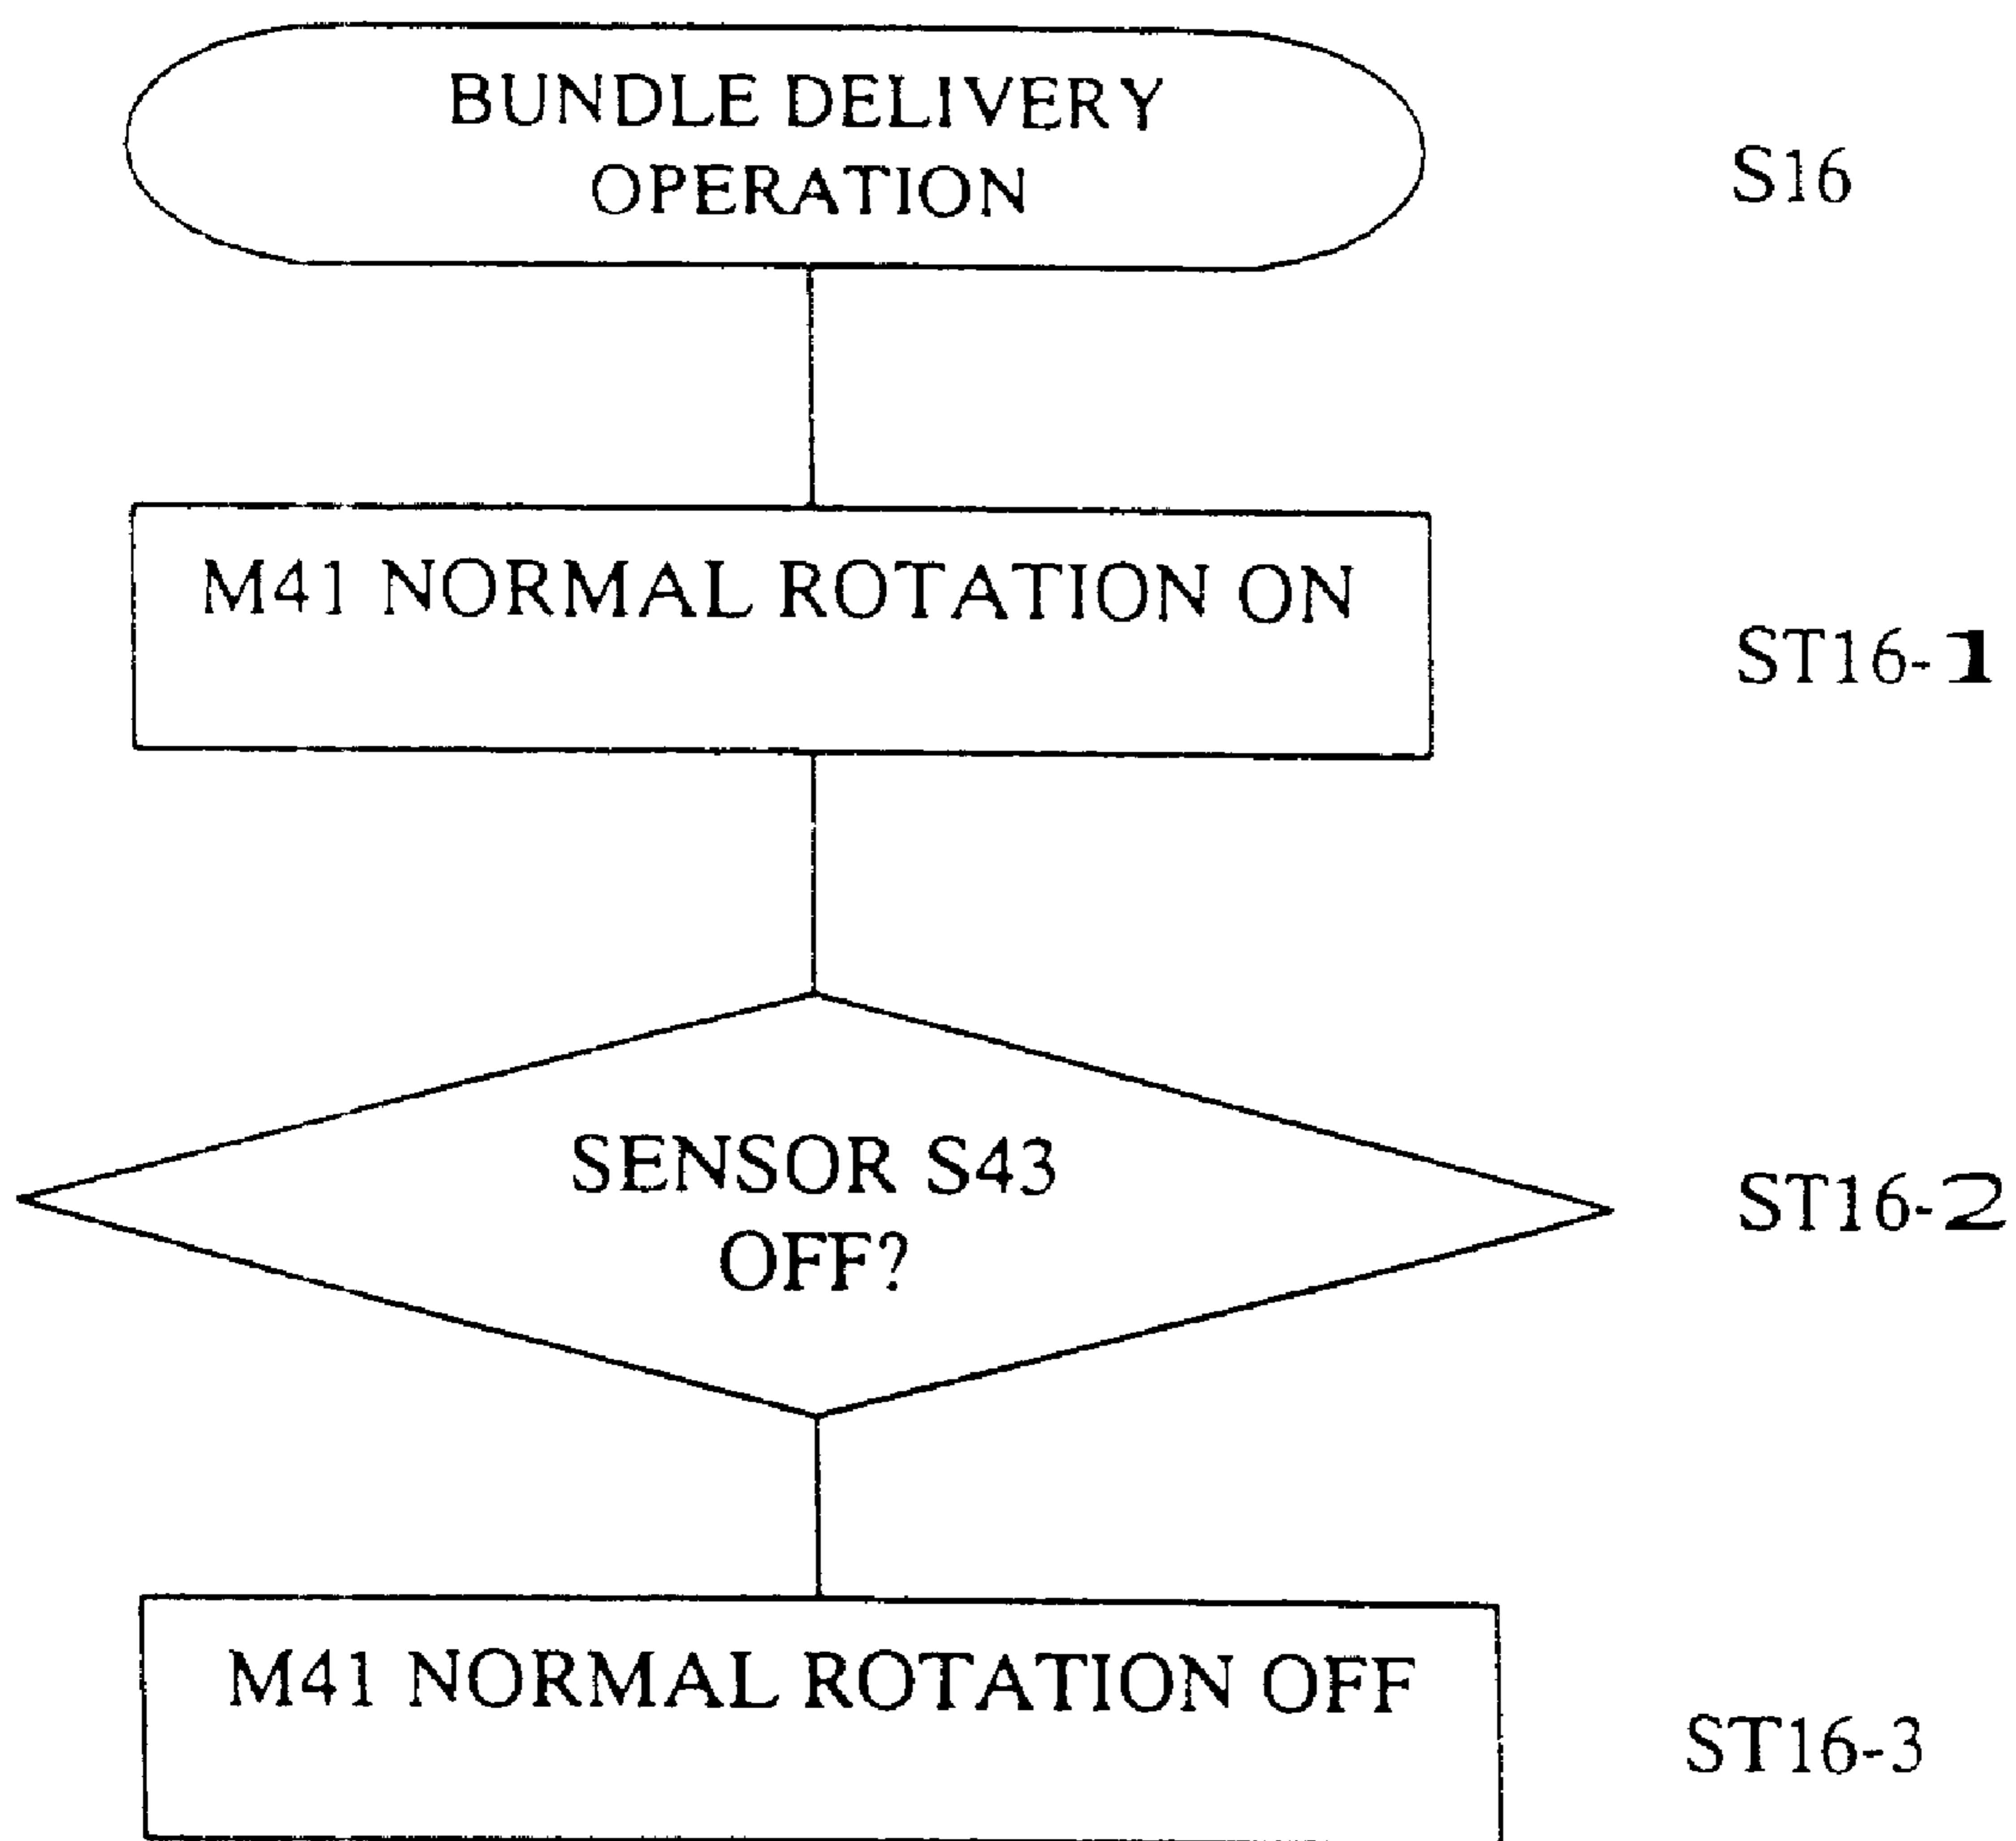 BUNDLE DELIVERY
OPERATION
S16
M41 NORMAL ROTATION ON
ST16-1
SENSOR S43
OFF?
ST16-2
M41 NORMAL ROTATION OFF
ST16-3